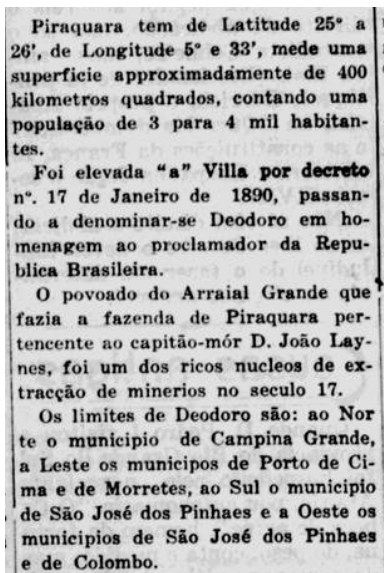 Piraquara tem de Latitude 25º a
26', de Longitude 5º e 33', mede uma
superficie approximadámente de 400
kilometros quadrados, contando uma
população de 3 para 4 mil habitan-
tes.
Foi elevada "a" Villa por decreto
nº. 17 de Janeiro de 1890, passan-
do a denominar-se Deodoro em ho-
menagem ao proclamador da Repu-
blica Brasileira.
O povoado do Arraial Grande que
fazia a fazenda de Piraquara per-
tencente ao capitão-mór D. João Lay-
nes, foi um dos ricos nucleos de ex-
tracção de minerios no seculo 17.
Os limites de Deodoro são: ao Nor
te o municipio de Campina Grande,
a Leste os municipos de Porto de Ci-
ma e de Morretes, ao Sul o municipio
de São José dos Pinhaes e a Oeste os
municipios de São José dos Pinhaes
e de Colombo.